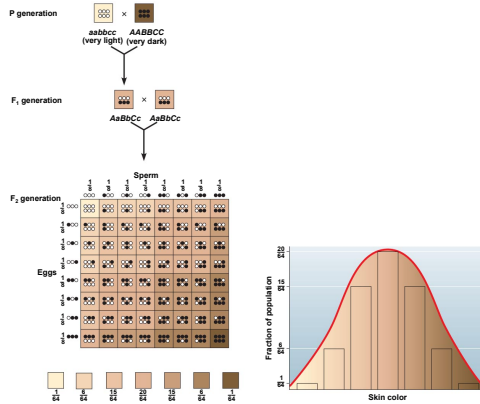 P generation
×
aabbcc
(very light)
AABBCC
(very dark)
F1 generation
×
AaBbCc
AaBbCc
Sperm
1/8 1/8 1/8 1/8 1/8 1/8 1/8 1/8
F2 generation
1/8
1/8
1/8
1/8
Eggs
1/8
1/8
1/8
1/8
1/64 6/64 15/64 20/64 15/64 6/64 1/64
Fraction of population
20/64
15/64
6/64
1/64
Skin color